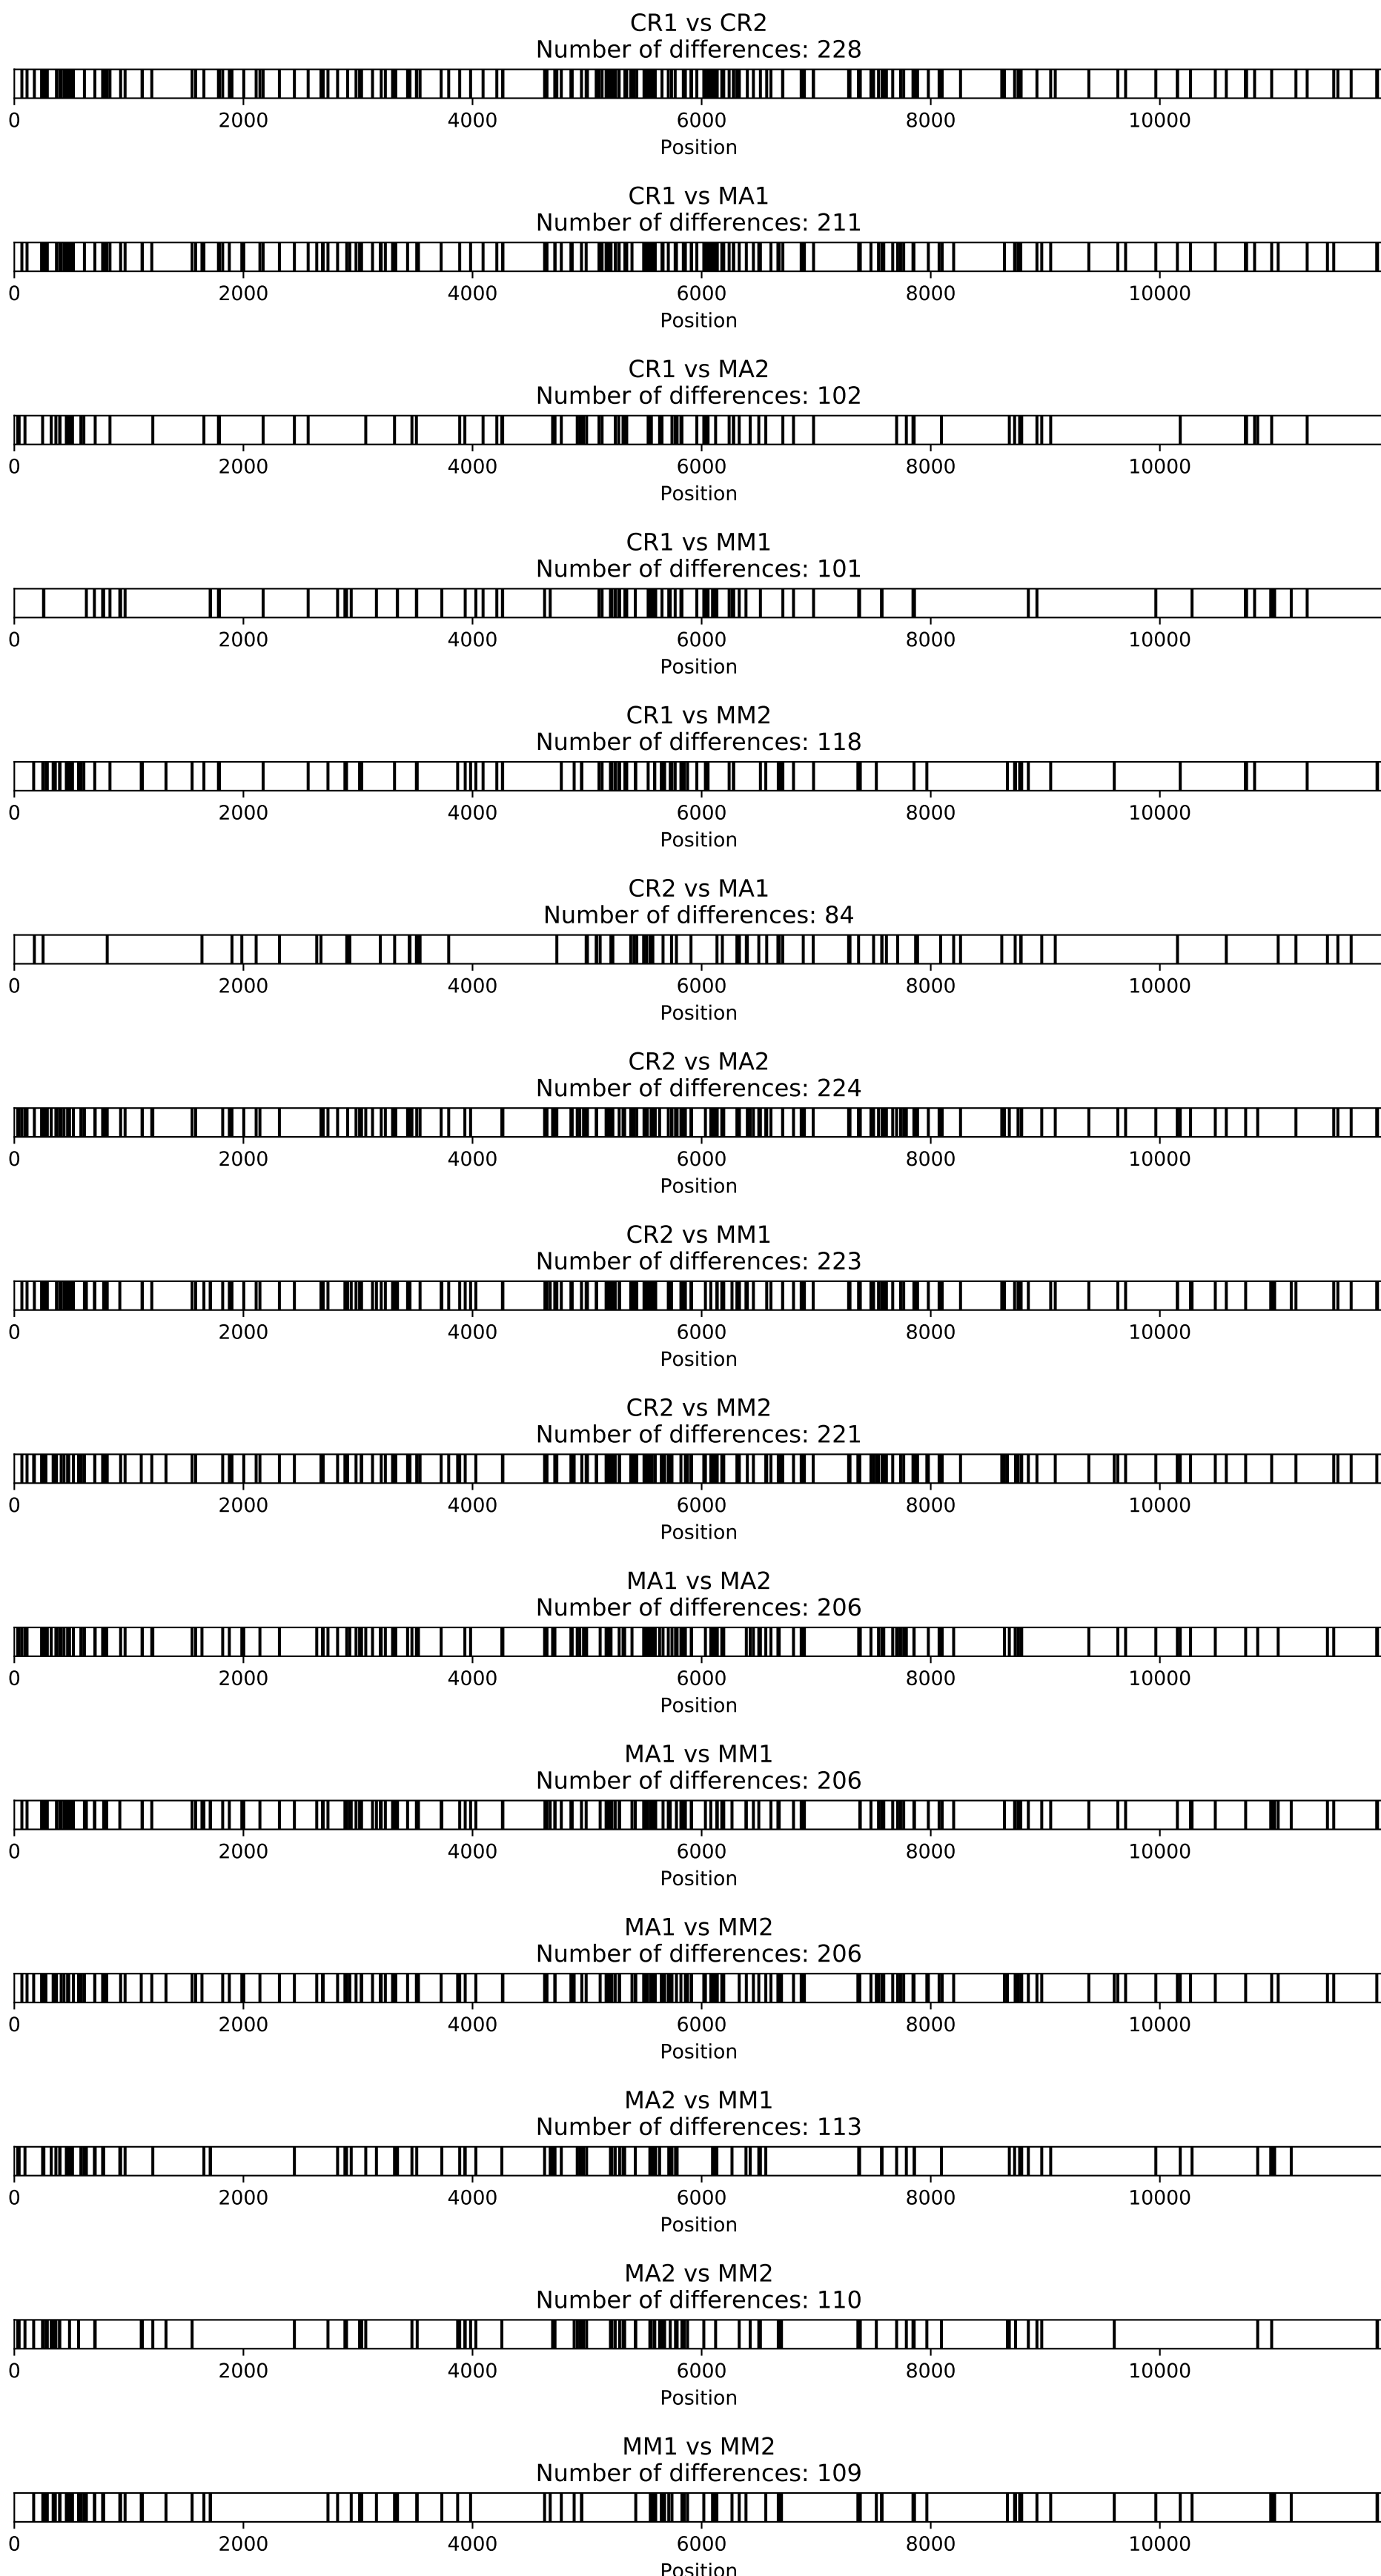 CR1 vs CR2
Number of differences: 228
0 2000 4000 6000 8000 10000
Position
CR1 vs MA1
Number of differences: 211
0 2000 4000 6000 8000 10000
Position
CR1 vs MA2
Number of differences: 102
0 2000 4000 6000 8000 10000
Position
CR1 vs MM1
Number of differences: 101
0 2000 4000 6000 8000 10000
Position
CR1 vs MM2
Number of differences: 118
0 2000 4000 6000 8000 10000
Position
CR2 vs MA1
Number of differences: 84
0 2000 4000 6000 8000 10000
Position
CR2 vs MA2
Number of differences: 224
0 2000 4000 6000 8000 10000
Position
CR2 vs MM1
Number of differences: 223
0 2000 4000 6000 8000 10000
Position
CR2 vs MM2
Number of differences: 221
0 2000 4000 6000 8000 10000
Position
MA1 vs MA2
Number of differences: 206
0 2000 4000 6000 8000 10000
Position
MA1 vs MM1
Number of differences: 206
0 2000 4000 6000 8000 10000
Position
MA1 vs MM2
Number of differences: 206
0 2000 4000 6000 8000 10000
Position
MA2 vs MM1
Number of differences: 113
0 2000 4000 6000 8000 10000
Position
MA2 vs MM2
Number of differences: 110
0 2000 4000 6000 8000 10000
Position
MM1 vs MM2
Number of differences: 109
0 2000 4000 6000 8000 10000
Position